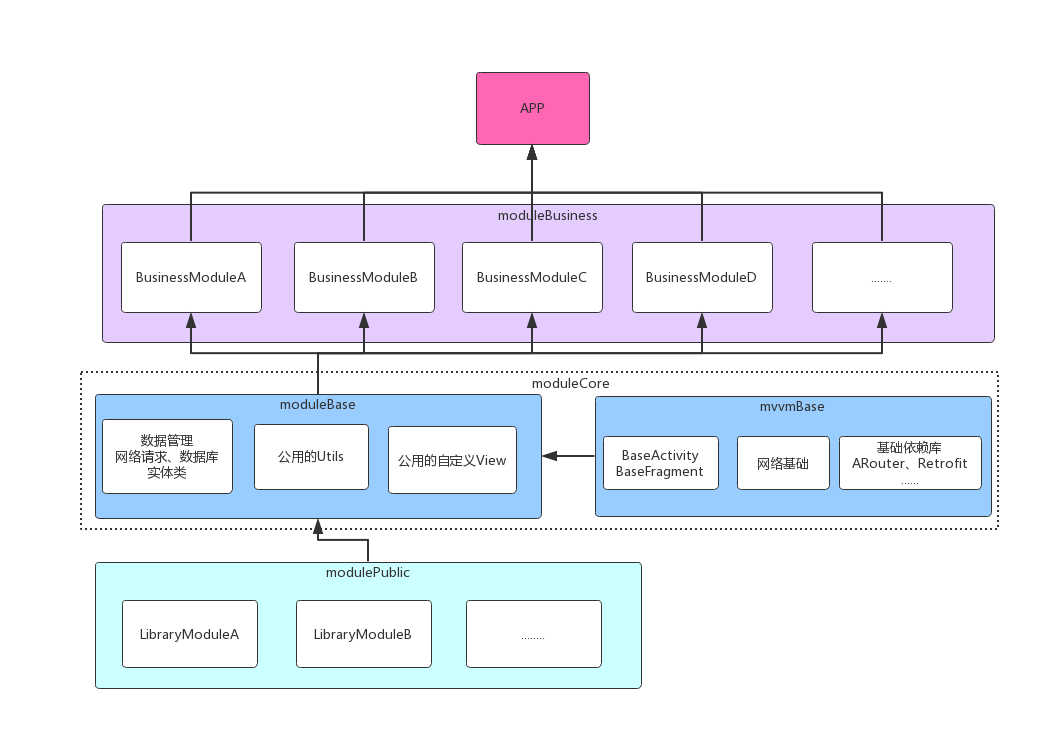 APP
moduleBusiness
BusinessModuleA
BusinessModuleB
BusinessModuleC
BusinessModuleD
.......
moduleCore
moduleBase
数据管理
网络请求、数据库
实体类
公用的Utils
公用的自定义View
mvvmBase
BaseActivity
BaseFragment
网络基础
基础依赖库
ARouter、Retrofit
......
modulePublic
LibraryModuleA
LibraryModuleB
........